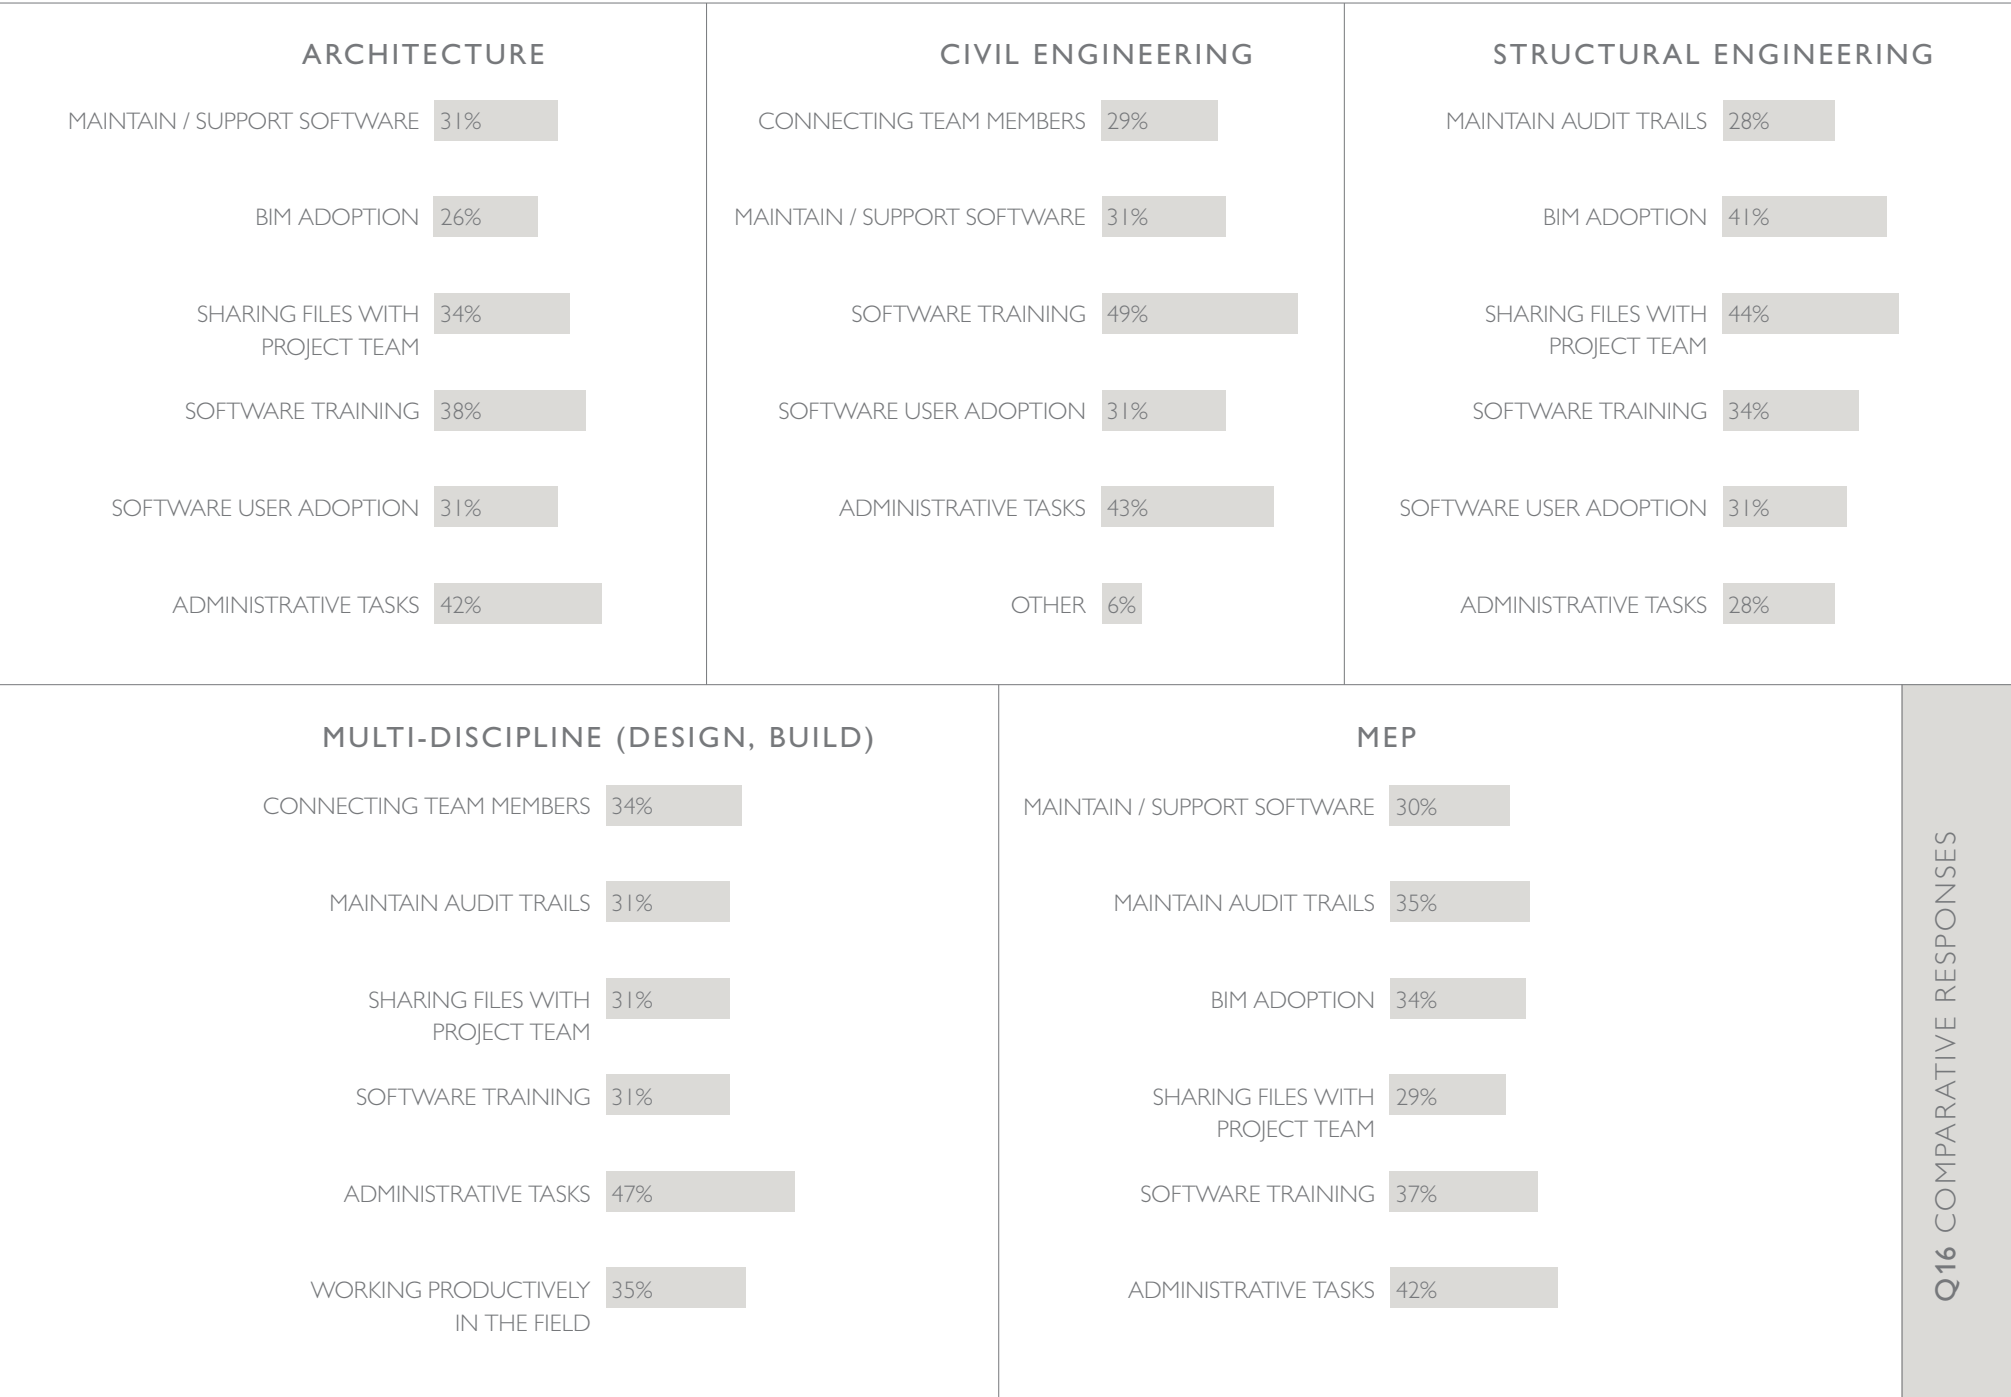 ARCHITECTURE
MAINTAIN / SUPPORT SOFTWARE 31%
BIM ADOPTION 26%
SHARING FILES WITH 34%
PROJECT TEAM
SOFTWARE TRAINING 38%
SOFTWARE USER ADOPTION 31%
ADMINISTRATIVE TASKS 42%
CIVIL ENGINEERING
CONNECTING TEAM MEMBERS 29%
MAINTAIN / SUPPORT SOFTWARE 31%
SOFTWARE TRAINING 49%
SOFTWARE USER ADOPTION 31%
ADMINISTRATIVE TASKS 43%
OTHER 6%
STRUCTURAL ENGINEERING
MAINTAIN AUDIT TRAILS 28%
BIM ADOPTION 41%
SHARING FILES WITH 44%
PROJECT TEAM
SOFTWARE TRAINING 34%
SOFTWARE USER ADOPTION 31%
ADMINISTRATIVE TASKS 28%
MULTI-DISCIPLINE (DESIGN, BUILD)
CONNECTING TEAM MEMBERS 34%
MAINTAIN AUDIT TRAILS 31%
SHARING FILES WITH 31%
PROJECT TEAM
SOFTWARE TRAINING 31%
ADMINISTRATIVE TASKS 47%
WORKING PRODUCTIVELY 35%
IN THE FIELD
MEP
MAINTAIN / SUPPORT SOFTWARE 30%
MAINTAIN AUDIT TRAILS 35%
BIM ADOPTION 34%
SHARING FILES WITH 29%
PROJECT TEAM
SOFTWARE TRAINING 37%
ADMINISTRATIVE TASKS 42%
Q16 COMPARATIVE RESPONSES